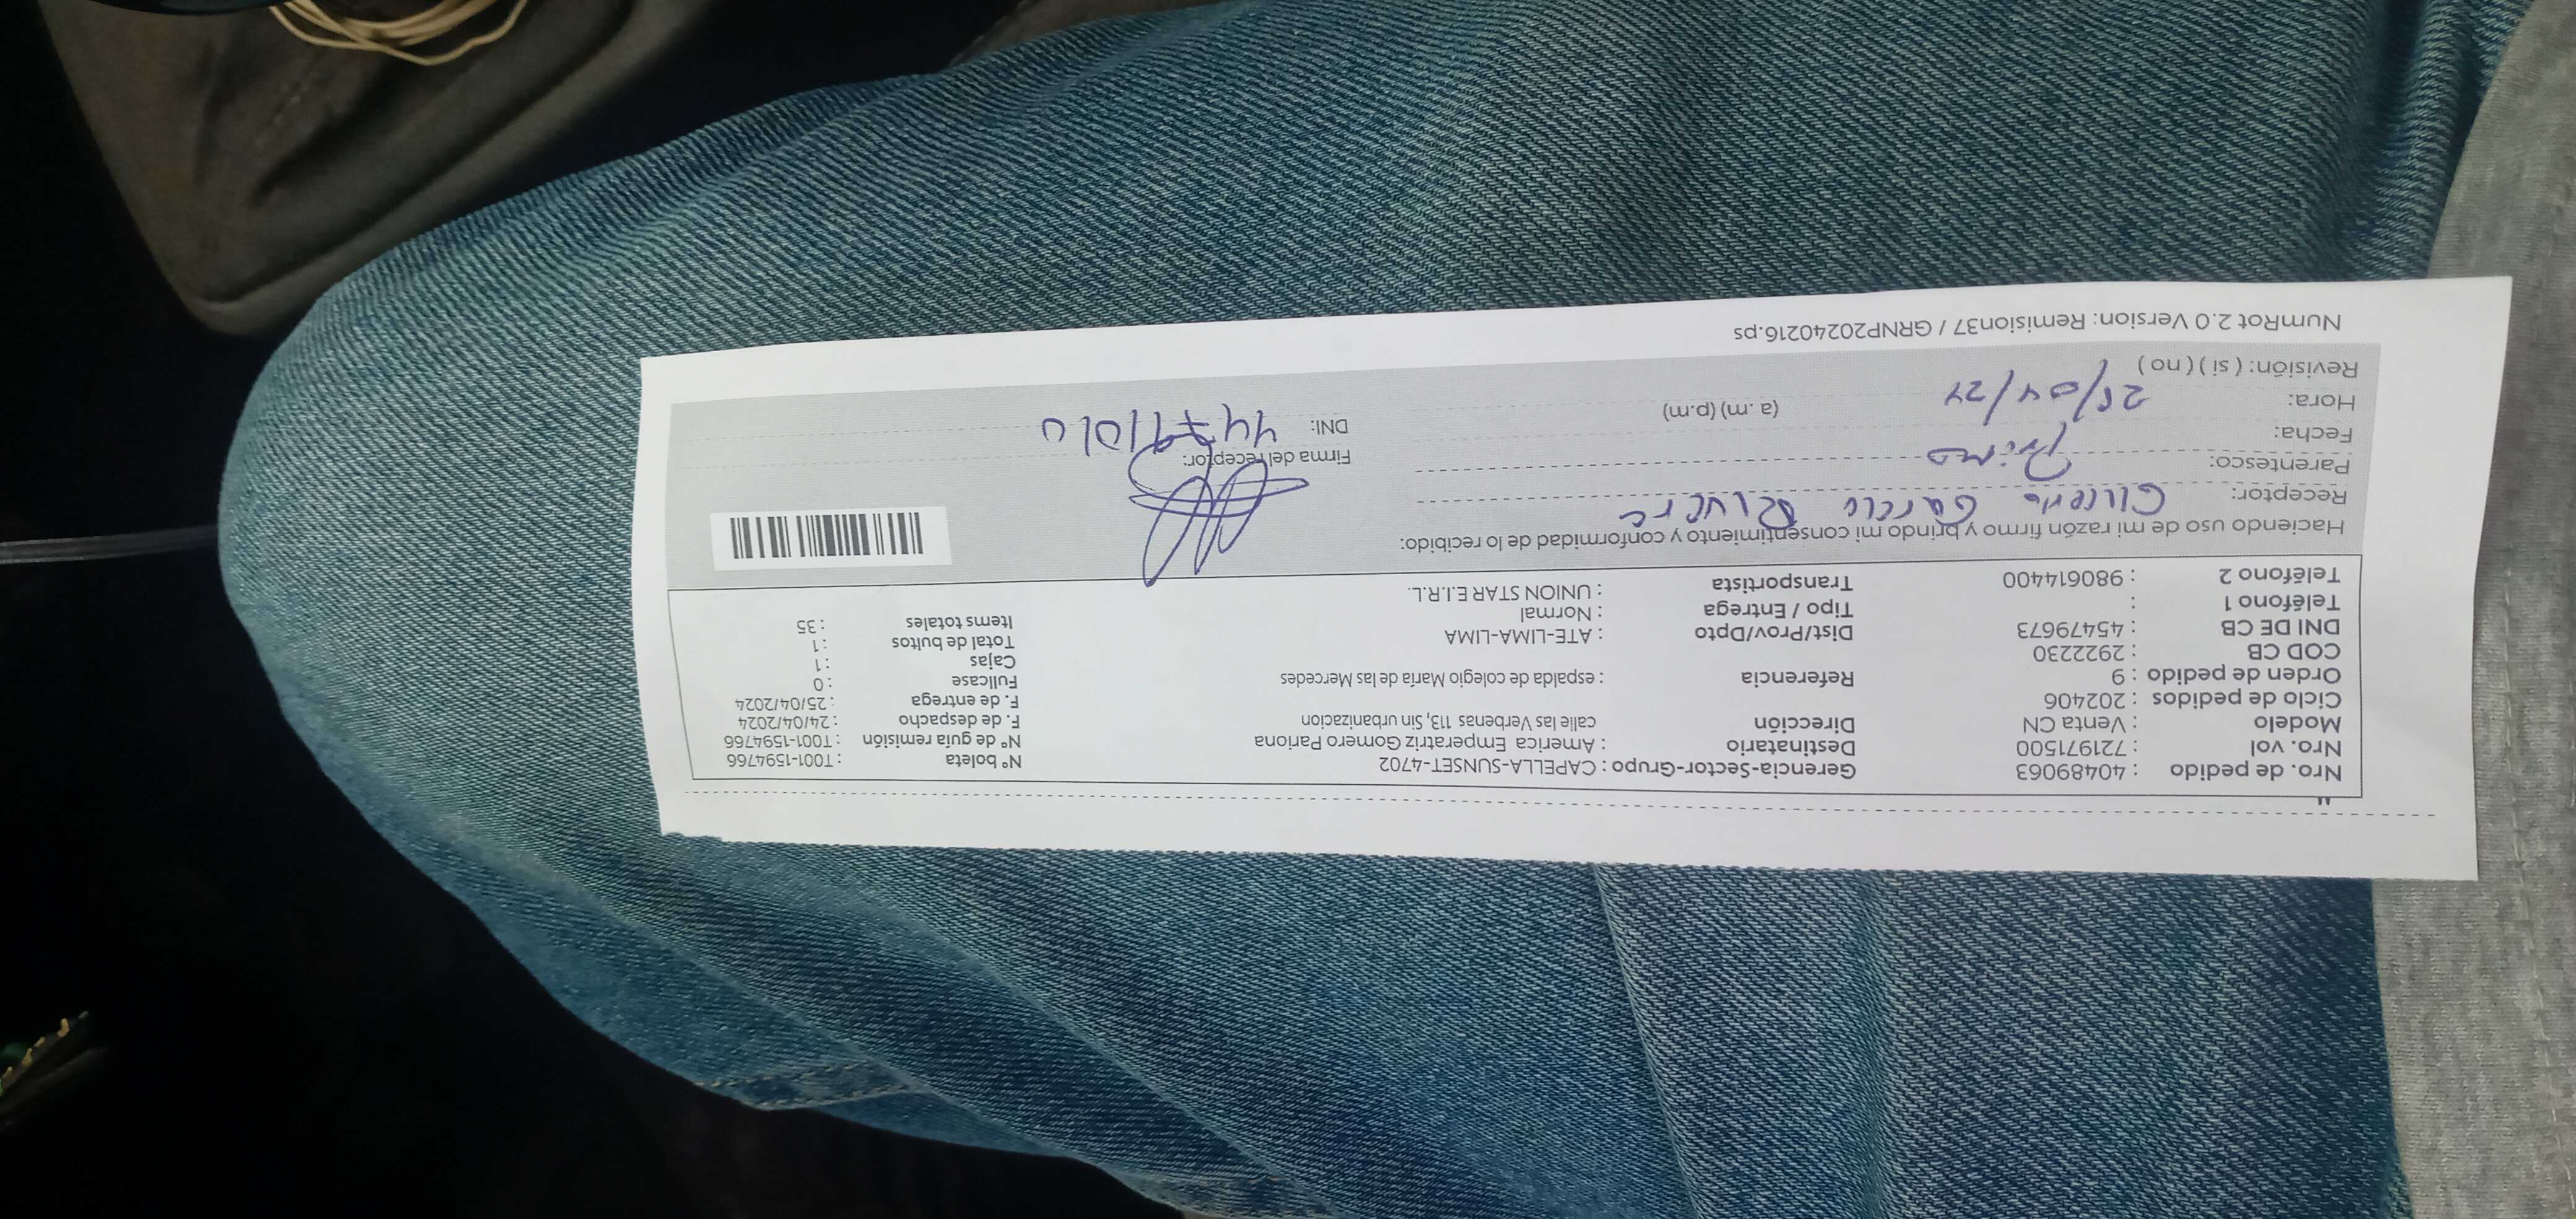 Nro. de pedido : 40489063 Gerencia-Sector-Grupo : CAPELLA-SUNSET-4702 N° boleta : T001-1594766
Nro. vol : 721971500 Destinatario : America Emperatriz Gomero Pariona N° de guía remisión : T001-1594766
Modelo : Venta CN Dirección calle las Verbenas 113, Sin urbanizacion F. de despacho : 24/04/2024
Ciclo de pedidos : 202406 F. de entrega : 25/04/2024
Orden de pedido : 9 Referencia : espalda de colegio María de las Mercedes Fullcase : 0
COD CB : 2922230 Cajas : 1
DNI DE CB : 45479673 Dist/Prov/Dpto : ATE-LIMA-LIMA Total de bultos : 1
Teléfono 1 : Tipo / Entrega : Normal Items totales : 35
Teléfono 2 : 980614400 Transportista : UNION STAR E.I.R.L.
Haciendo uso de mi razón firmo y brindo mi consentimiento y conformidad de lo recibido:
Receptor:
Parentesco: Primo Firma del receptor:
Fecha: DNI:
Hora: 25/04/24 (a. m) (p.m)
Revisión: ( si ) ( no )
NumRot 2.0 Version: Remision37 / GRNP20240216.ps